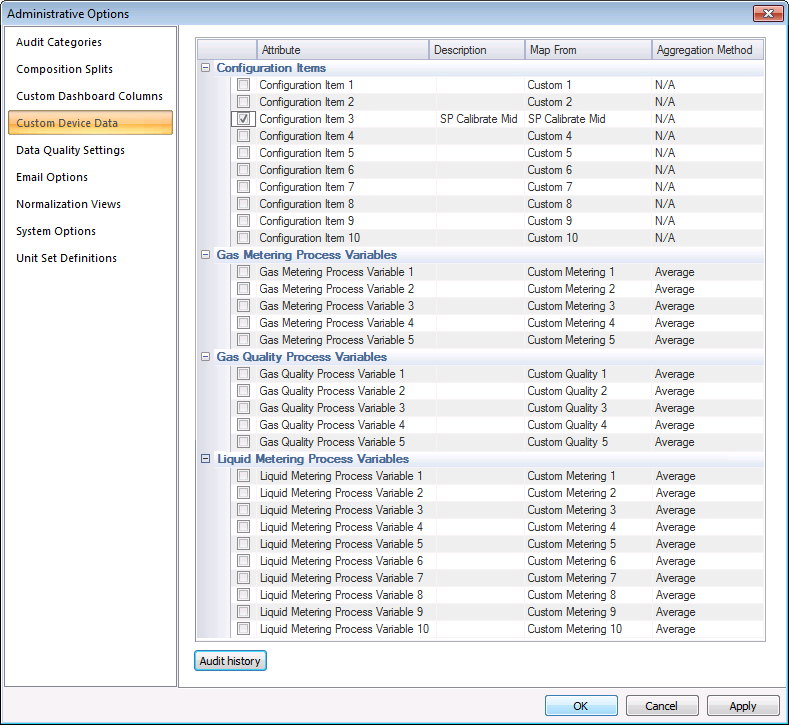 Administrative Options
Audit Categories
Composition Splits
Custom Dashboard Columns
Custom Device Data
Data Quality Settings
Email Options
Normalization Views
System Options
Unit Set Definitions
Attribute Description Map From Aggregation Method
Configuration Items
Configuration Item 1 Custom 1 N/A
Configuration Item 2 Custom 2 N/A
Configuration Item 3 SP Calibrate Mid SP Calibrate Mid N/A
Configuration Item 4 Custom 4 N/A
Configuration Item 5 Custom 5 N/A
Configuration Item 6 Custom 6 N/A
Configuration Item 7 Custom 7 N/A
Configuration Item 8 Custom 8 N/A
Configuration Item 9 Custom 9 N/A
Configuration Item 10 Custom 10 N/A
Gas Metering Process Variables
Gas Metering Process Variable 1 Custom Metering 1 Average
Gas Metering Process Variable 2 Custom Metering 2 Average
Gas Metering Process Variable 3 Custom Metering 3 Average
Gas Metering Process Variable 4 Custom Metering 4 Average
Gas Metering Process Variable 5 Custom Metering 5 Average
Gas Quality Process Variables
Gas Quality Process Variable 1 Custom Quality 1 Average
Gas Quality Process Variable 2 Custom Quality 2 Average
Gas Quality Process Variable 3 Custom Quality 3 Average
Gas Quality Process Variable 4 Custom Quality 4 Average
Gas Quality Process Variable 5 Custom Quality 5 Average
Liquid Metering Process Variables
Liquid Metering Process Variable 1 Custom Metering 1 Average
Liquid Metering Process Variable 2 Custom Metering 2 Average
Liquid Metering Process Variable 3 Custom Metering 3 Average
Liquid Metering Process Variable 4 Custom Metering 4 Average
Liquid Metering Process Variable 5 Custom Metering 5 Average
Liquid Metering Process Variable 6 Custom Metering 6 Average
Liquid Metering Process Variable 7 Custom Metering 7 Average
Liquid Metering Process Variable 8 Custom Metering 8 Average
Liquid Metering Process Variable 9 Custom Metering 9 Average
Liquid Metering Process Variable 10 Custom Metering 10 Average
Audit history
OK Cancel Apply